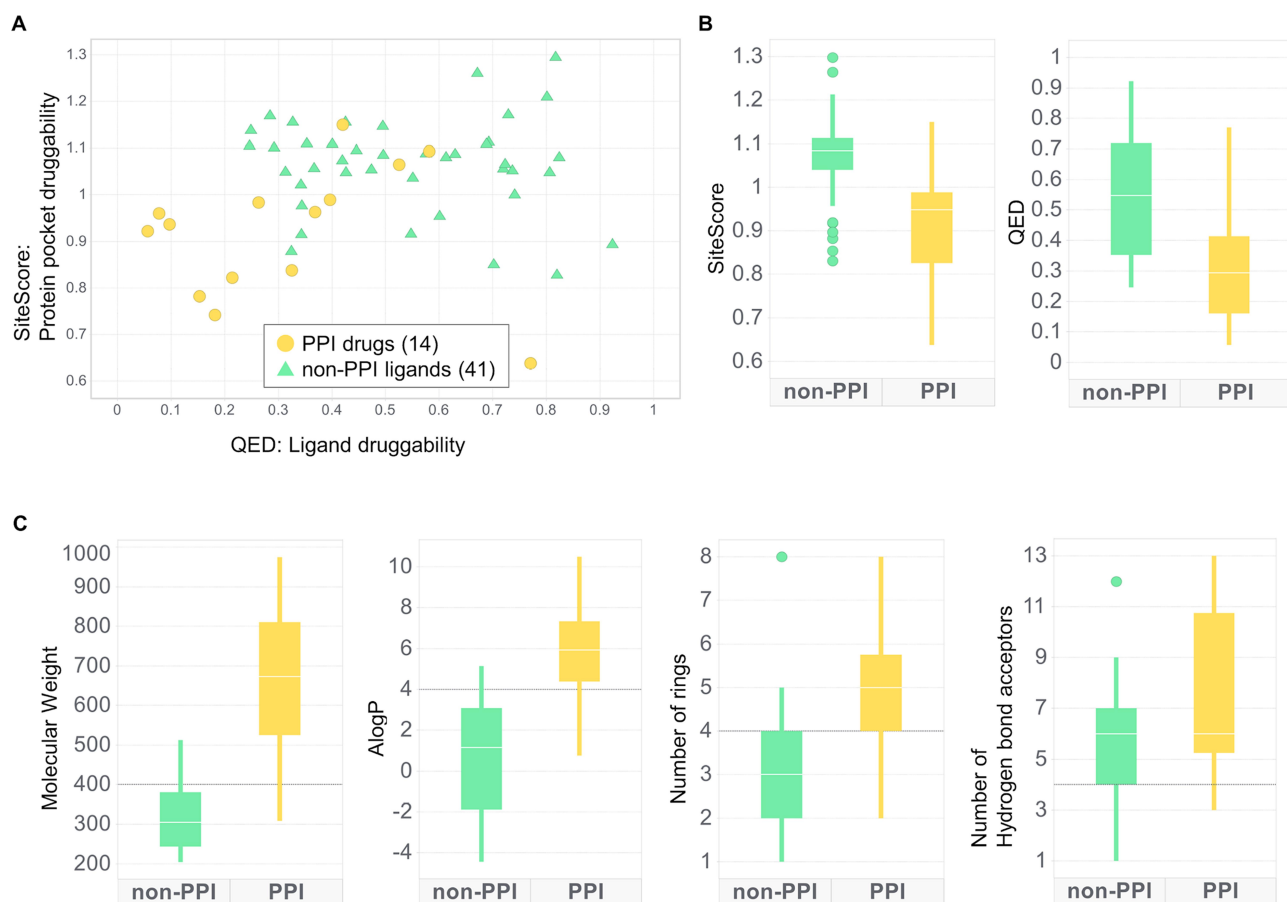 A
SiteScore:
Protein pocket druggability
1.3
1.2
1.1
1
0.9
0.8
0.7
0.6
PPI drugs (14)
non-PPI ligands (41)
0 0.1 0.2 0.3 0.4 0.5 0.6 0.7 0.8 0.9 1
QED: Ligand druggability
B
SiteScore
1.3
1.2
1.1
1
0.9
0.8
0.7
0.6
non-PPI PPI
QED
1
0.9
0.8
0.7
0.6
0.5
0.4
0.3
0.2
0.1
0
non-PPI PPI
C
Molecular Weight
1000
900
800
700
600
500
400
300
200
non-PPI PPI
AlogP
10
8
6
4
2
0
-2
-4
non-PPI PPI
Number of rings
8
7
6
5
4
3
2
1
non-PPI PPI
Number of
Hydrogen bond acceptors
13
11
9
7
5
3
1
non-PPI PPI